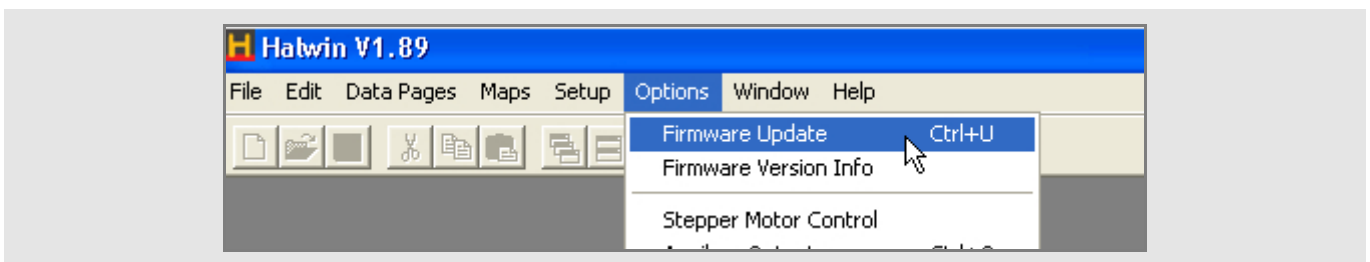 Halwin V1.89
File Edit Data Pages Maps Setup Options Window Help
Firmware Update Ctrl+U
Firmware Version Info
Stepper Motor Control